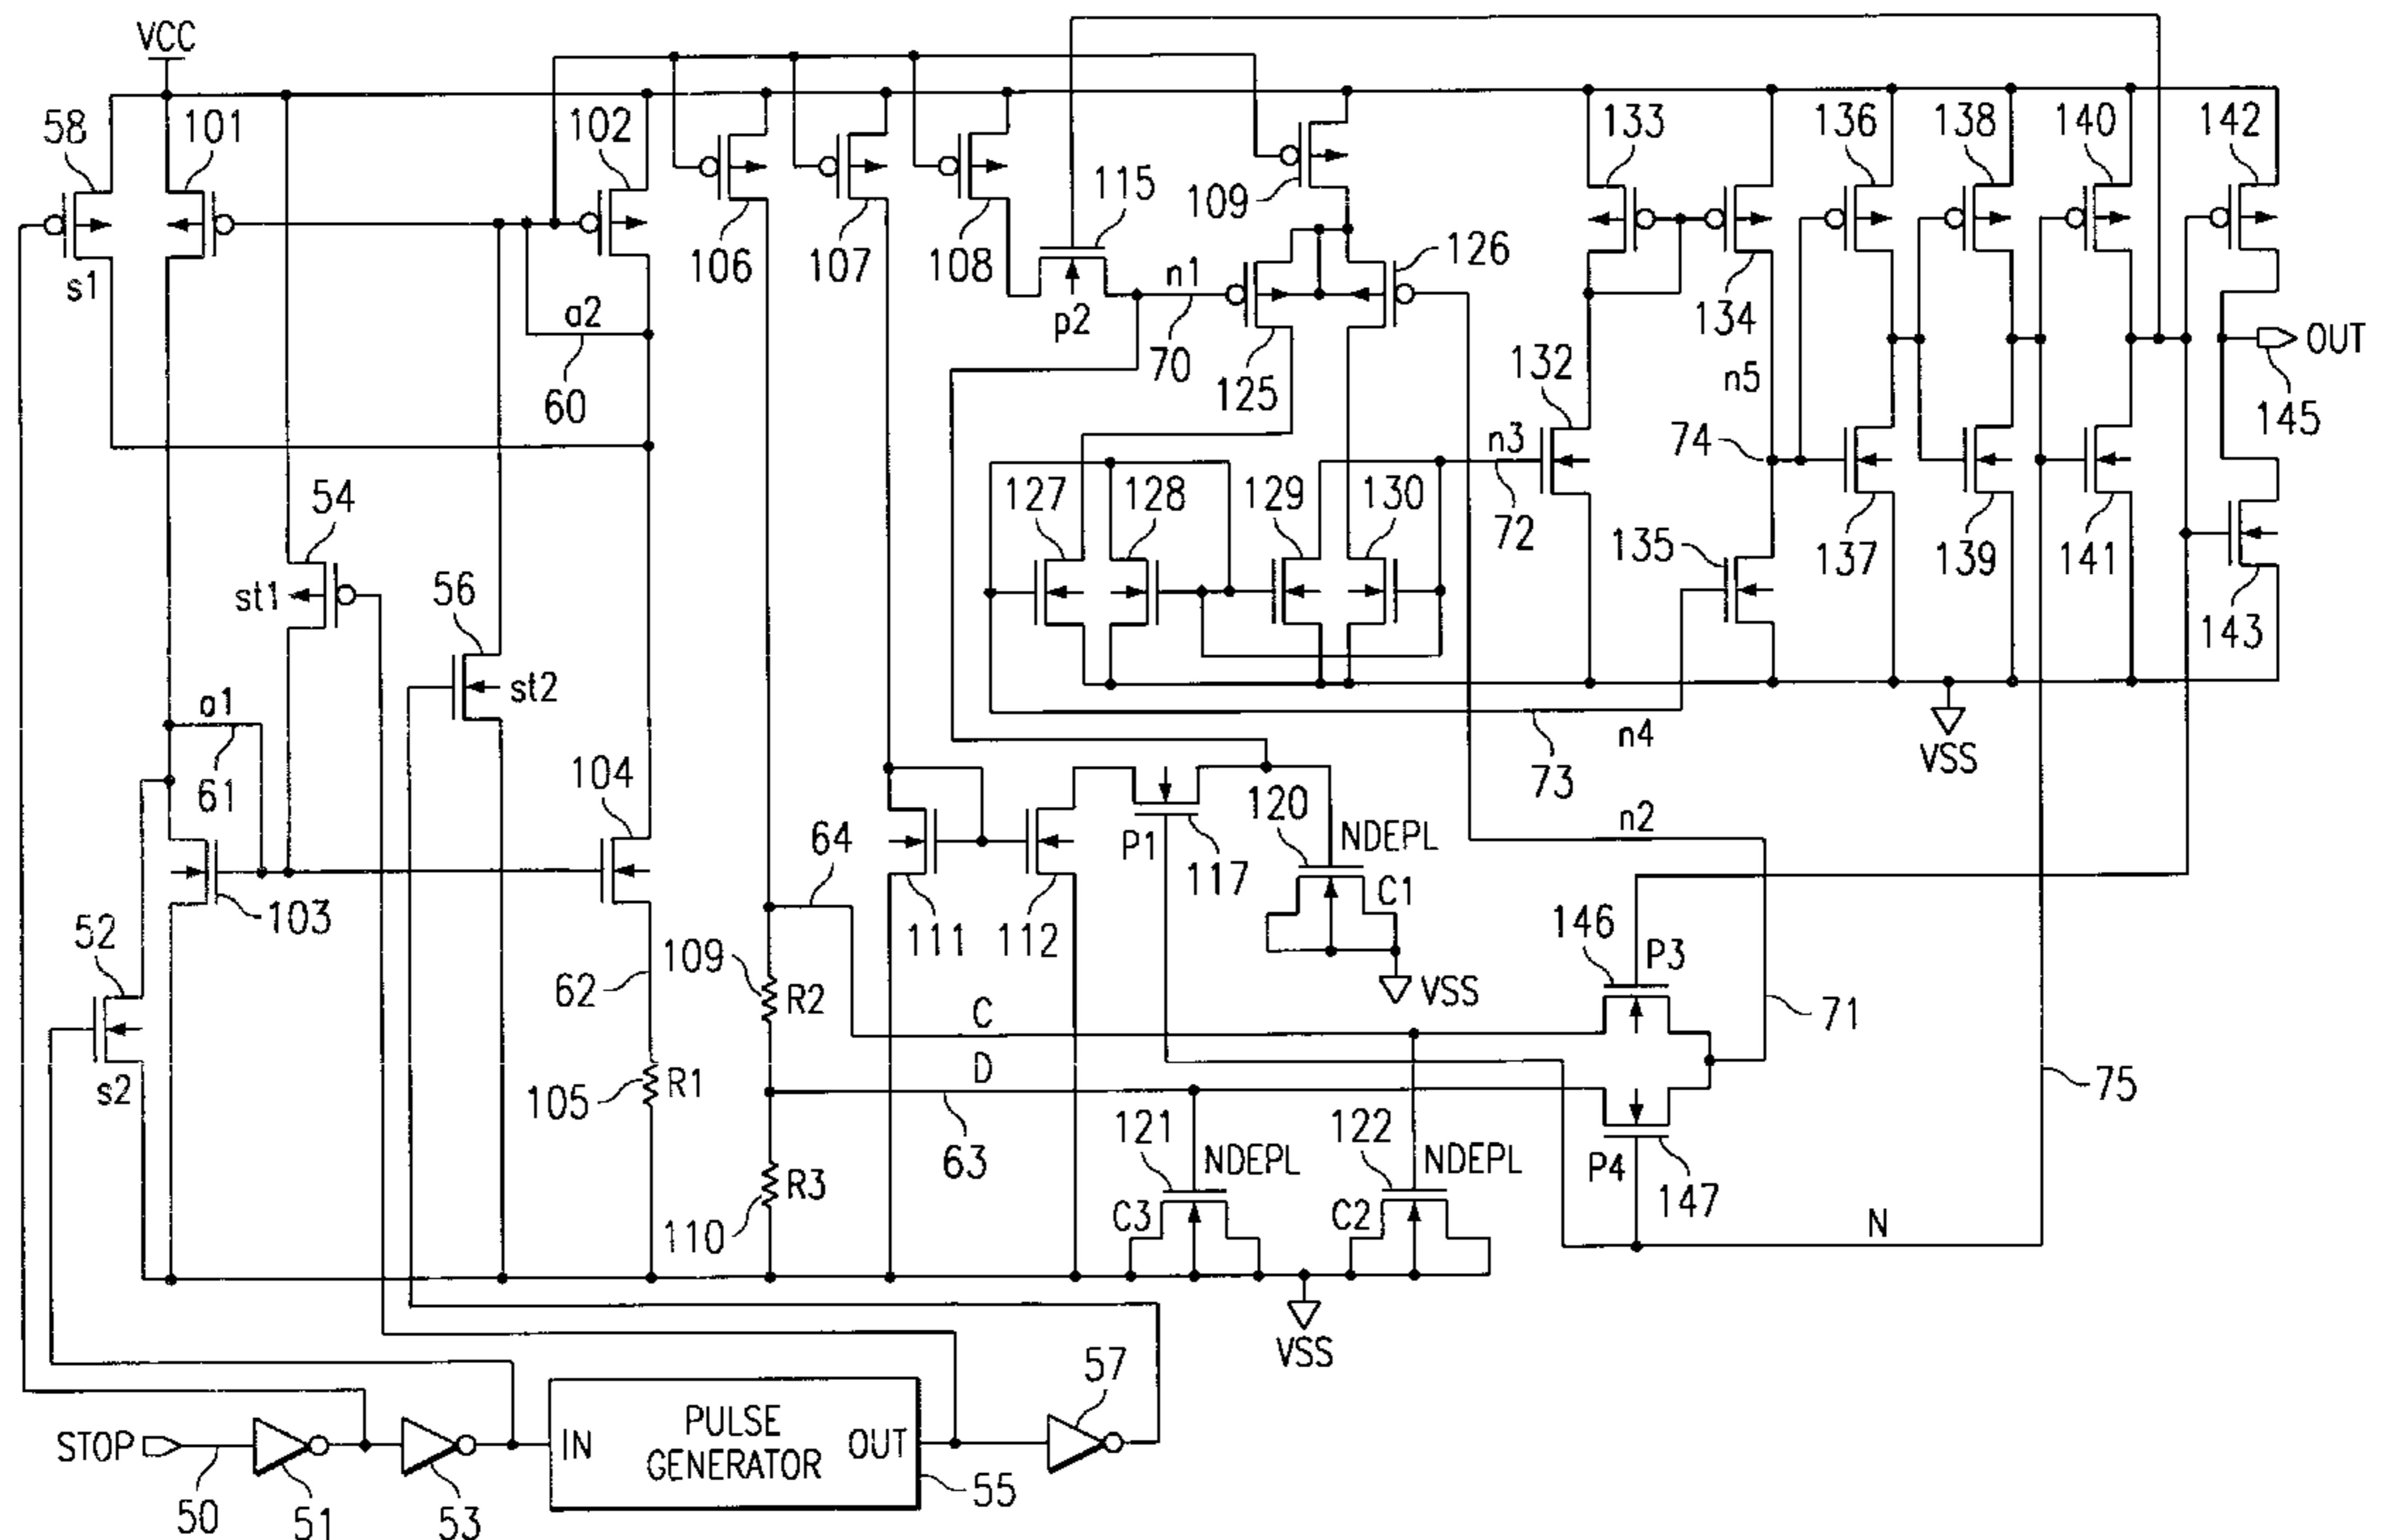 VCC
58
101
102
133
136
138
140
142
115
109
106
107
108
126
s1
a2
n1
p2
70
125
134
60
132
n5
OUT
145
54
127
128
129
130
n3
72
74
st1
56
135
137
139
141
143
st2
a1
61
104
n4
73
VSS
120
NDEPL
n2
P1
117
64
C1
103
52
111
112
146
P3
109
R2
62
VSS
C
71
D
s2
R1
105
75
121
122
63
NDEPL
NDEPL
P4
147
R3
C3
C2
110
N
VSS
57
STOP
IN
PULSE
GENERATOR
OUT
50
51
53
55